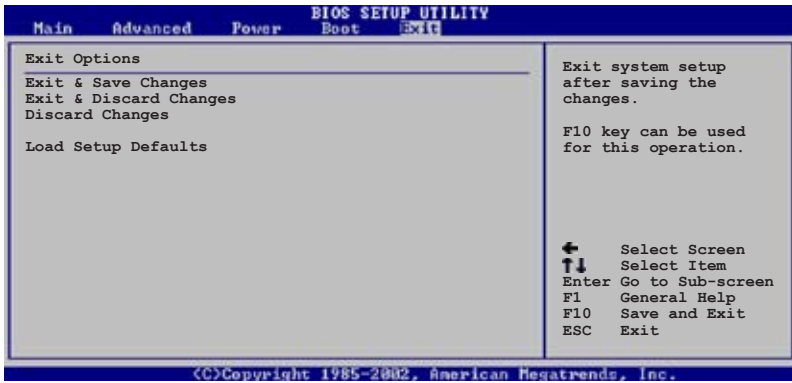 BIOS SETUP UTILITY
Main Advanced Power Boot Exit
Exit Options
Exit & Save Changes
Exit & Discard Changes
Discard Changes
Load Setup Defaults
Exit system setup
after saving the
changes.
F10 key can be used
for this operation.
← Select Screen
↑↓ Select Item
Enter Go to Sub-screen
F1 General Help
F10 Save and Exit
ESC Exit
(C)Copyright 1985-2002, American Megatrends, Inc.